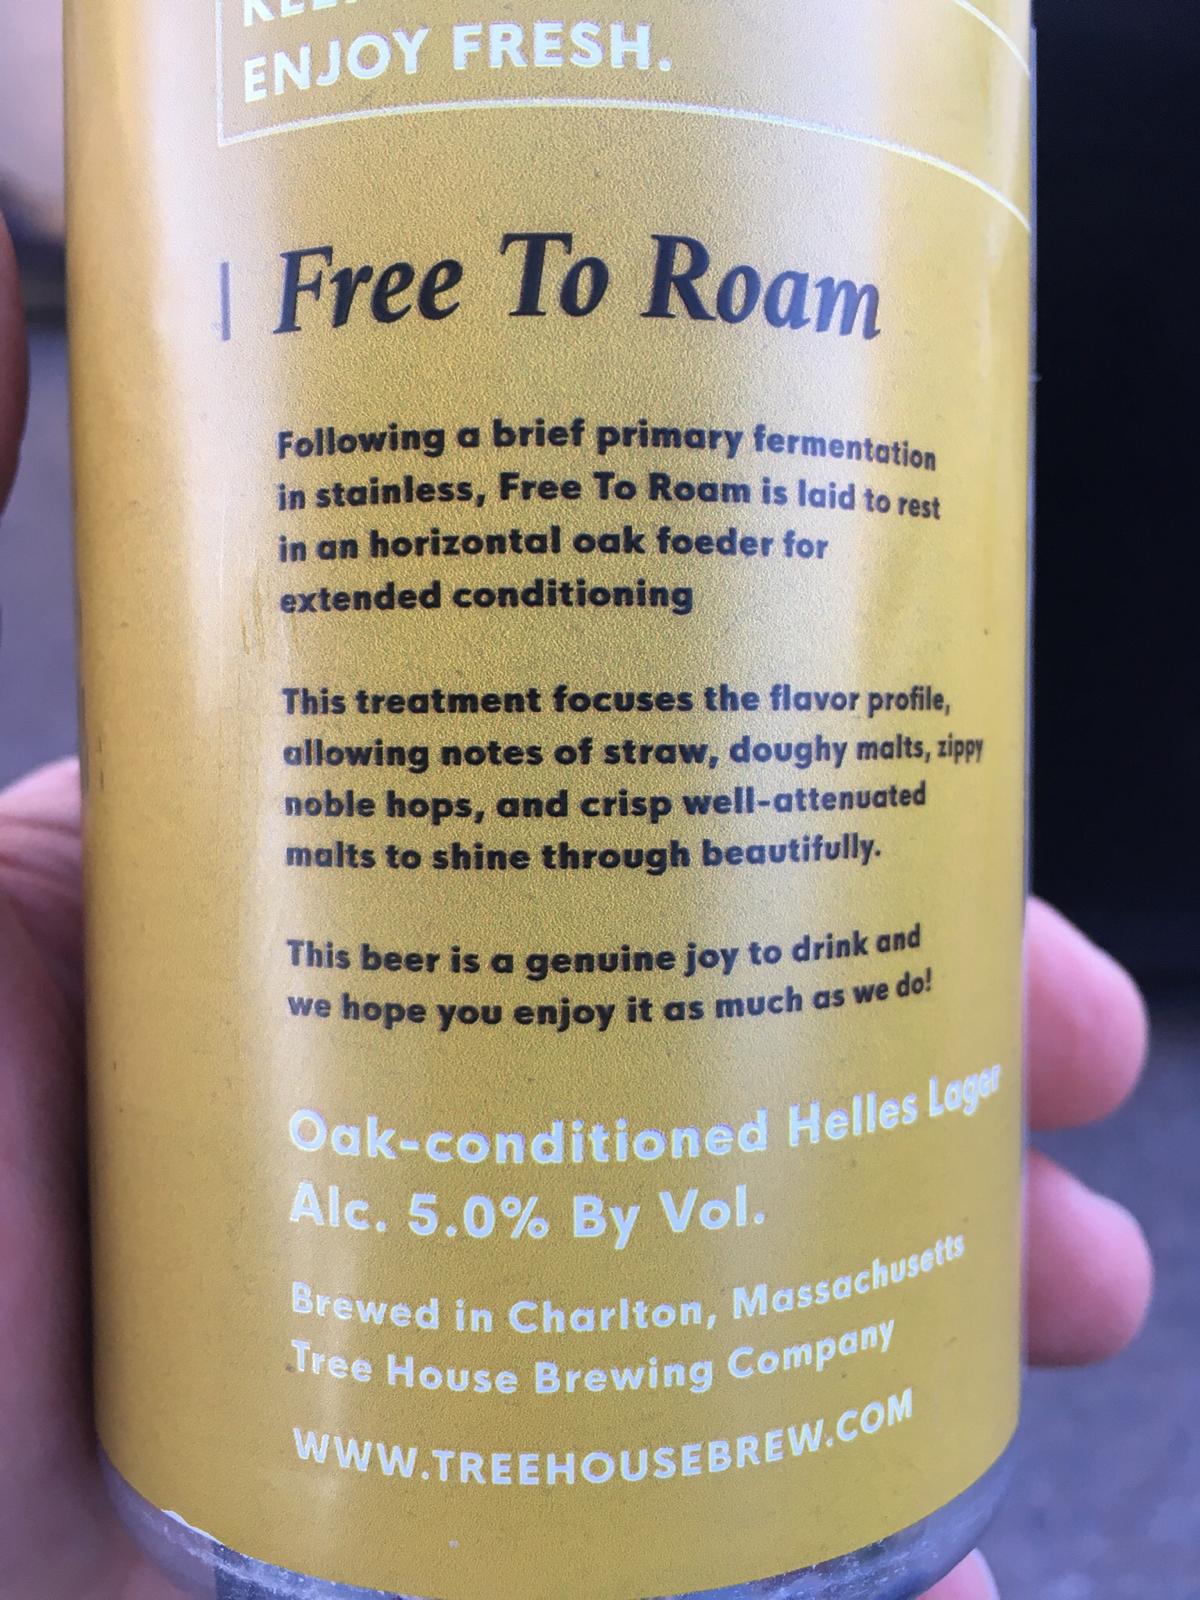 ENJOY FRESH.
Free To Roam
Following a brief primary fermentation
in stainless, Free To Roam is laid to rest
in an horizontal oak foeder for
extended conditioning
This treatment focuses the flavor profile,
allowing notes of straw, doughy malts, zippy
noble hops, and crisp well-attenuated
malts to shine through beautifully.
This beer is a genuine joy to drink and
we hope you enjoy it as much as we do!
Oak-conditioned Helles Lager
Alc. 5.0% By Vol.
Brewed in Charlton, Massachusetts
Tree House Brewing Company
WWW.TREEHOUSEBREW.COM